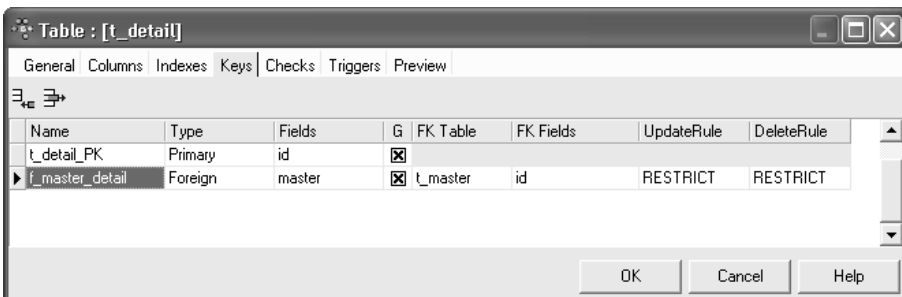 Table : [t_detail]
General Columns Indexes Keys Checks Triggers Preview
Name Type Fields G FK Table FK Fields UpdateRule DeleteRule
t_detail_PK Primary id
f_master_detail Foreign master t_master id RESTRICT RESTRICT
OK Cancel Help